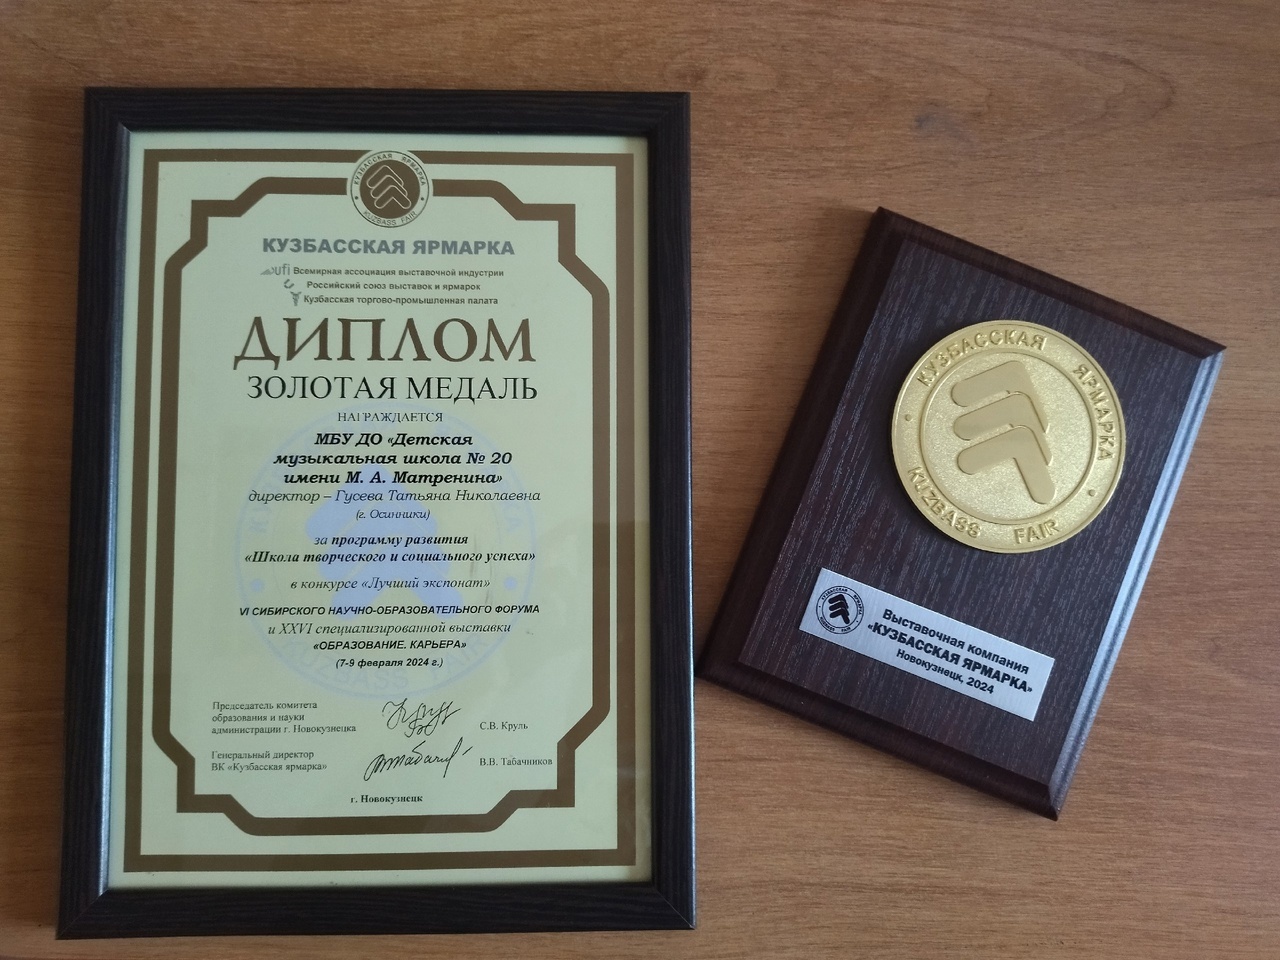 КУЗБАССКАЯ ЯРМАРКА
KUZBASS FAIR
КУЗБАССКАЯ ЯРМАРКА
ufi Всемирная ассоциация выставочной индустрии
Российский союз выставок и ярмарок
Кузбасская торгово-промышленная палата
ДИПЛОМ
ЗОЛОТАЯ МЕДАЛЬ
НАГРАЖДАЕТСЯ
МБУ ДО «Детская
музыкальная школа № 20
имени М. А. Матренина»
директор – Гусева Татьяна Николаевна
(г. Осинники)
за программу развития
«Школа творческого и социального успеха»
в конкурсе «Лучший экспонат»
VI СИБИРСКОГО НАУЧНО-ОБРАЗОВАТЕЛЬНОГО ФОРУМА
и XXVI специализированной выставки
«ОБРАЗОВАНИЕ. КАРЬЕРА»
(7-9 февраля 2024 г.)
Председатель комитета
образования и науки
администрации г. Новокузнецка
С.В. Круль
Генеральный директор
ВК «Кузбасская ярмарка»
В.В. Табачников
г. Новокузнецк
КУЗБАССКАЯ ЯРМАРКА
KUZBASS FAIR
Выставочная компания
«КУЗБАССКАЯ ЯРМАРКА»
Новокузнецк, 2024